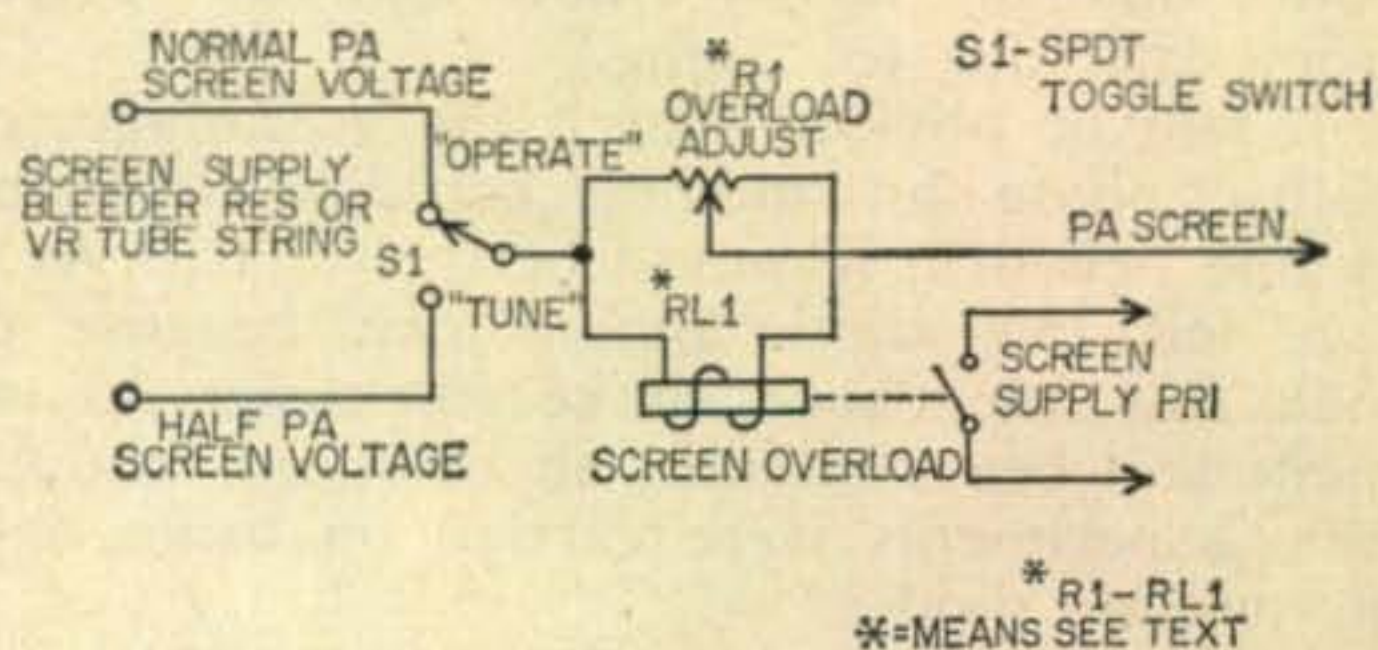 NORMAL PA
SCREEN VOLTAGE
SCREEN SUPPLY
BLEEDER RES OR
VR TUBE STRING
S1
"OPERATE"
"TUNE"
HALF PA
SCREEN VOLTAGE
*R1
OVERLOAD
ADJUST
*
RL1
SCREEN OVERLOAD
S1-SPDT
TOGGLE SWITCH
PA SCREEN
SCREEN
SUPPLY PRI
*R1-RL1
*=MEANS SEE TEXT